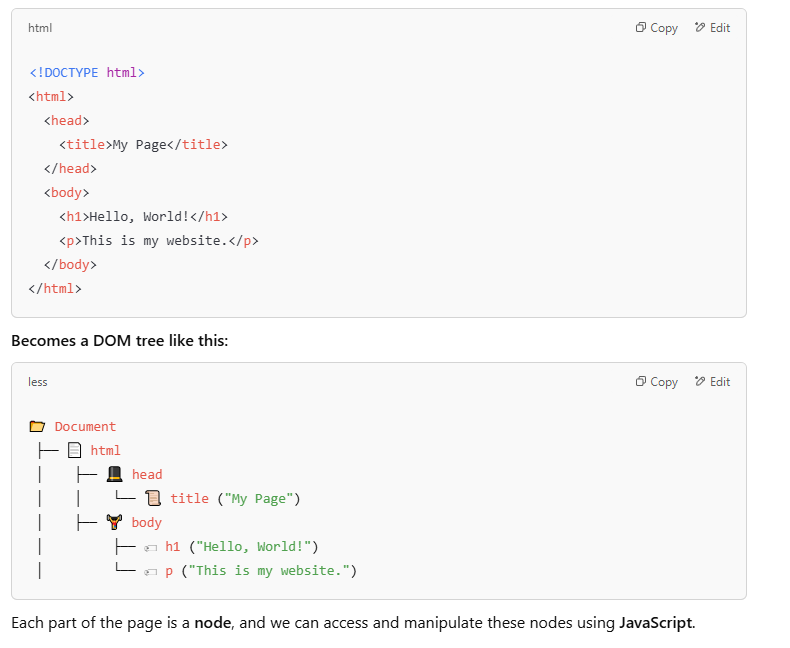 html Copy Edit
<!DOCTYPE html>
<html>
  <head>
    <title>My Page</title>
  </head>
  <body>
    <h1>Hello, World!</h1>
    <p>This is my website.</p>
  </body>
</html>
Becomes a DOM tree like this:
less Copy Edit
📂 Document
 ├── 📄 html
 │    ├── 🎩 head
 │    │    └── 📜 title ("My Page")
 │    ├── 🏋 body
 │         ├── 🏷 h1 ("Hello, World!")
 │         └── 🏷 p ("This is my website.")
Each part of the page is a node, and we can access and manipulate these nodes using JavaScript.